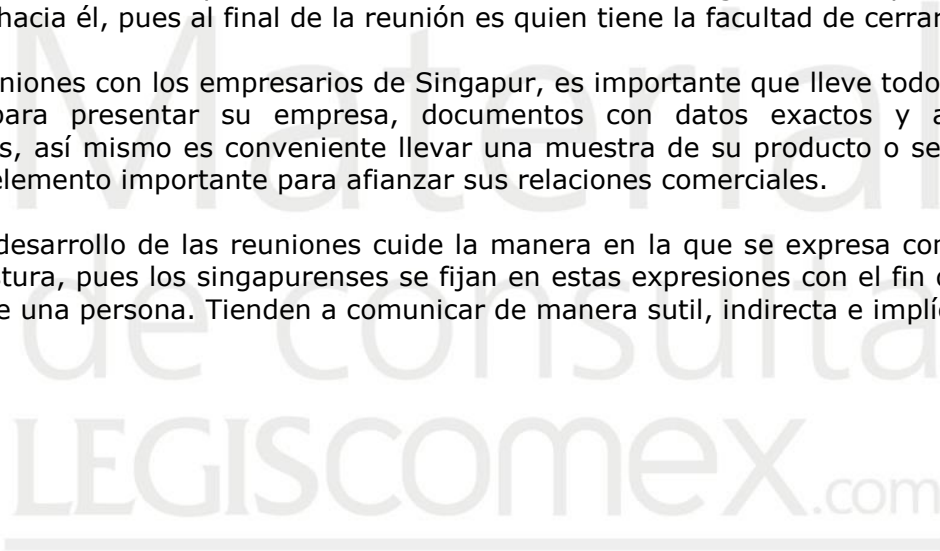 hacia él, pues al final de la reunión es quien tiene la facultad de cerrar
niones con los empresarios de Singapur, es importante que lleve todo
para presentar su empresa, documentos con datos exactos y a
s, así mismo es conveniente llevar una muestra de su producto o se
elemento importante para afianzar sus relaciones comerciales.
desarrollo de las reuniones cuide la manera en la que se expresa con
stura, pues los singapurenses se fijan en estas expresiones con el fin d
e una persona. Tienden a comunicar de manera sutil, indirecta e implí
Material
de consulta
LEGISCOMEX.com